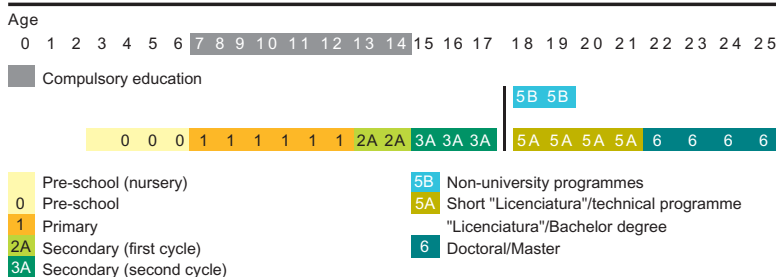 Age
0 1 2 3 4 5 6 7 8 9 10 11 12 13 14 15 16 17 18 19 20 21 22 23 24 25
Compulsory education
5B 5B
0 0 0 1 1 1 1 1 1 2A 2A 3A 3A 3A 5A 5A 5A 5A 6 6 6 6
Pre-school (nursery)
0 Pre-school
1 Primary
2A Secondary (first cycle)
3A Secondary (second cycle)
5B Non-university programmes
5A Short "Licenciatura"/technical programme
"Licenciatura"/Bachelor degree
6 Doctoral/Master